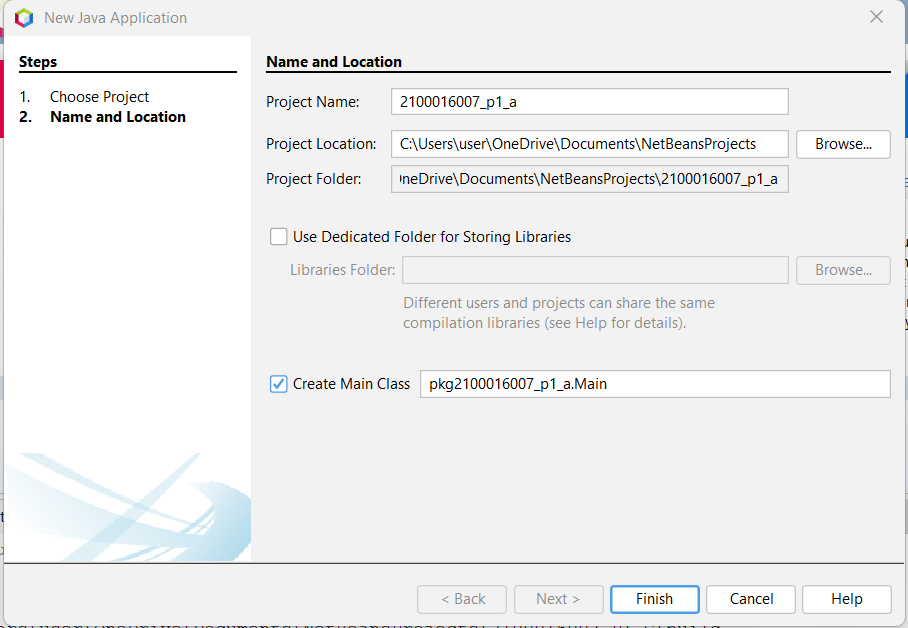 New Java Application
Steps
1. Choose Project
2. Name and Location
Name and Location
Project Name: 2100016007_p1_a
Project Location: C:\Users\user\OneDrive\Documents\NetBeansProjects Browse...
Project Folder: neDrive\Documents\NetBeansProjects\2100016007_p1_a
Use Dedicated Folder for Storing Libraries
Libraries Folder: Browse...
Different users and projects can share the same
compilation libraries (see Help for details).
Create Main Class pkg2100016007_p1_a.Main
< Back Next > Finish Cancel Help